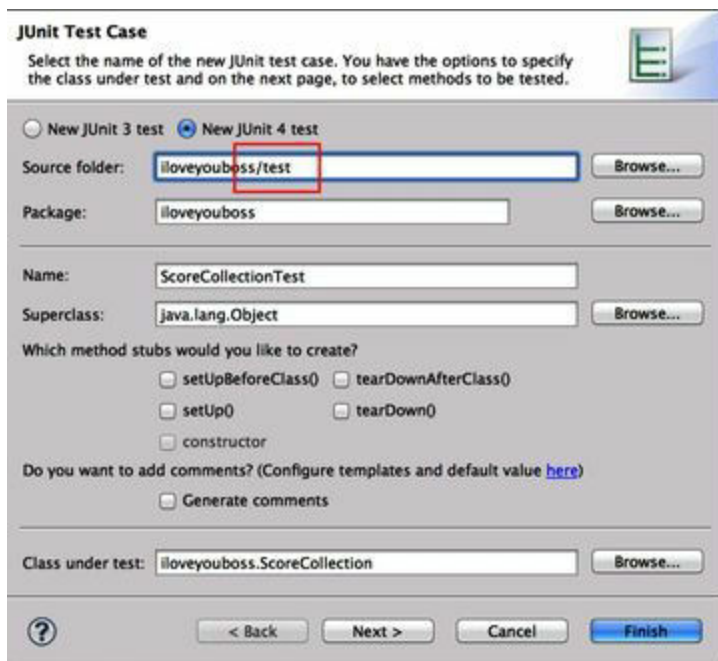 JUnit Test Case
Select the name of the new JUnit test case. You have the options to specify
the class under test and on the next page, to select methods to be tested.
New JUnit 3 test New JUnit 4 test
Source folder: iloveyouboss/test Browse...
Package: iloveyouboss Browse...
Name: ScoreCollectionTest
Superclass: java.lang.Object Browse...
Which method stubs would you like to create?
setUpBeforeClass() tearDownAfterClass()
setUp() tearDown()
constructor
Do you want to add comments? (Configure templates and default value here)
Generate comments
Class under test: iloveyouboss.ScoreCollection Browse...
? < Back Next > Cancel Finish